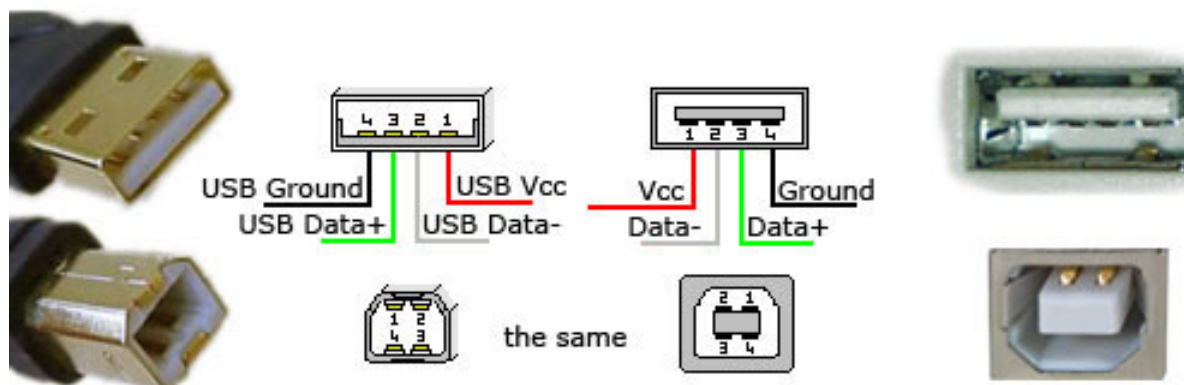 4 3 2 1
1 2 3 4
USB Ground
USB Vcc
Vcc
Ground
USB Data+
USB Data-
Data-
Data+
1 2
4 3
the same
2 1
3 4